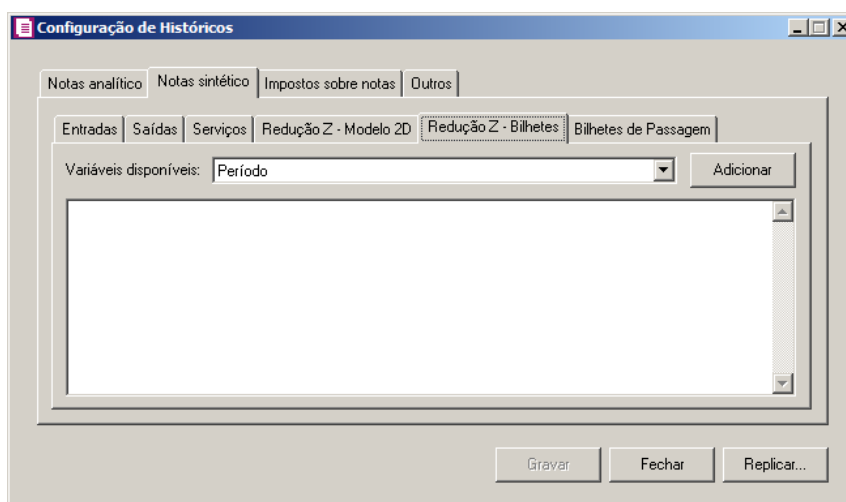 Configuração de Históricos
Notas analítico Notas sintético Impostos sobre notas Outros
Entradas Saídas Serviços Redução Z - Modelo 2D Redução Z - Bilhetes Bilhetes de Passagem
Variáveis disponíveis: Período Adicionar
Gravar Fechar Replicar...